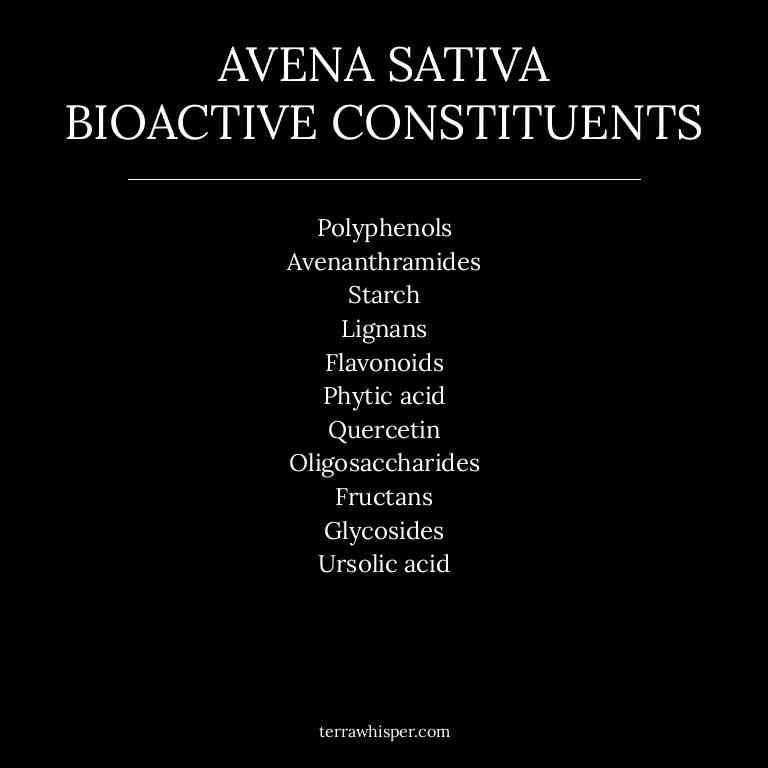 AVENA SATIVA
BIOACTIVE CONSTITUENTS
Polyphenols
Avenanthramides
Starch
Lignans
Flavonoids
Phytic acid
Quercetin
Oligosaccharides
Fructans
Glycosides
Ursolic acid
terrawhisper.com